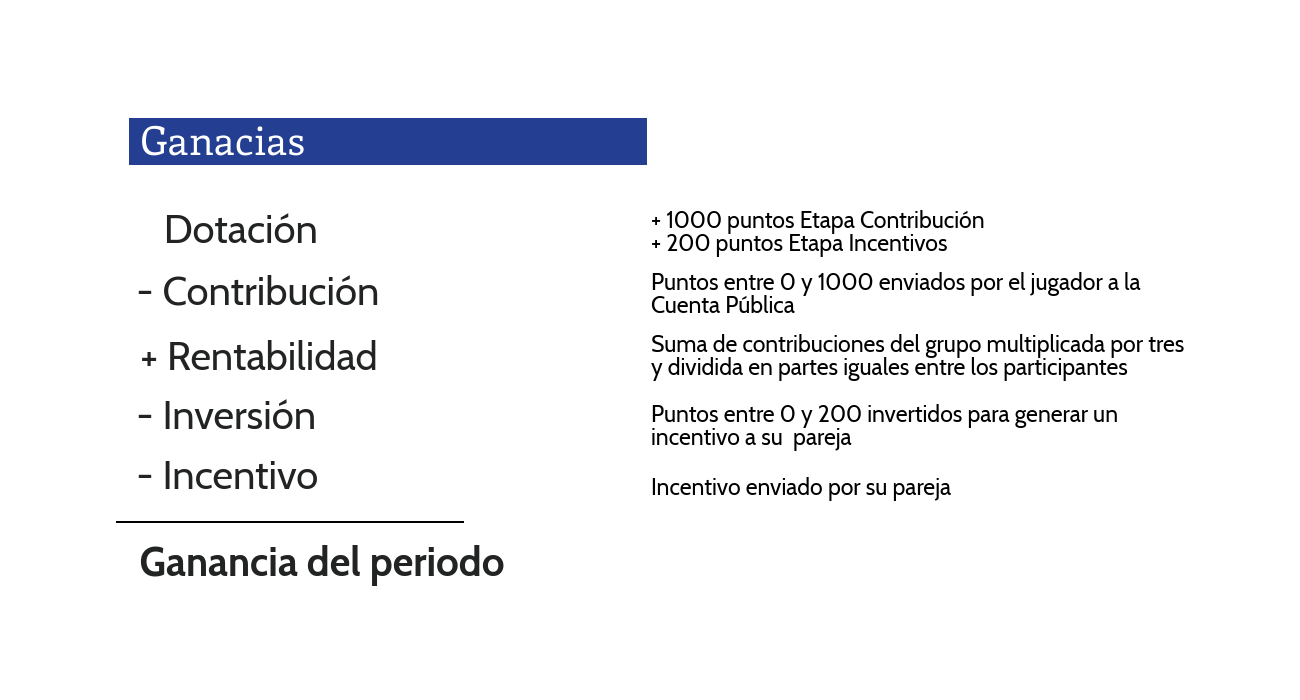 Ganacias
Dotación
+ 1000 puntos Etapa Contribución
+ 200 puntos Etapa Incentivos
- Contribución
Puntos entre 0 y 1000 enviados por el jugador a la
Cuenta Pública
+ Rentabilidad
Suma de contribuciones del grupo multiplicada por tres
y dividida en partes iguales entre los participantes
- Inversión
Puntos entre 0 y 200 invertidos para generar un
incentivo a su  pareja
- Incentivo
Incentivo enviado por su pareja
Ganancia del periodo